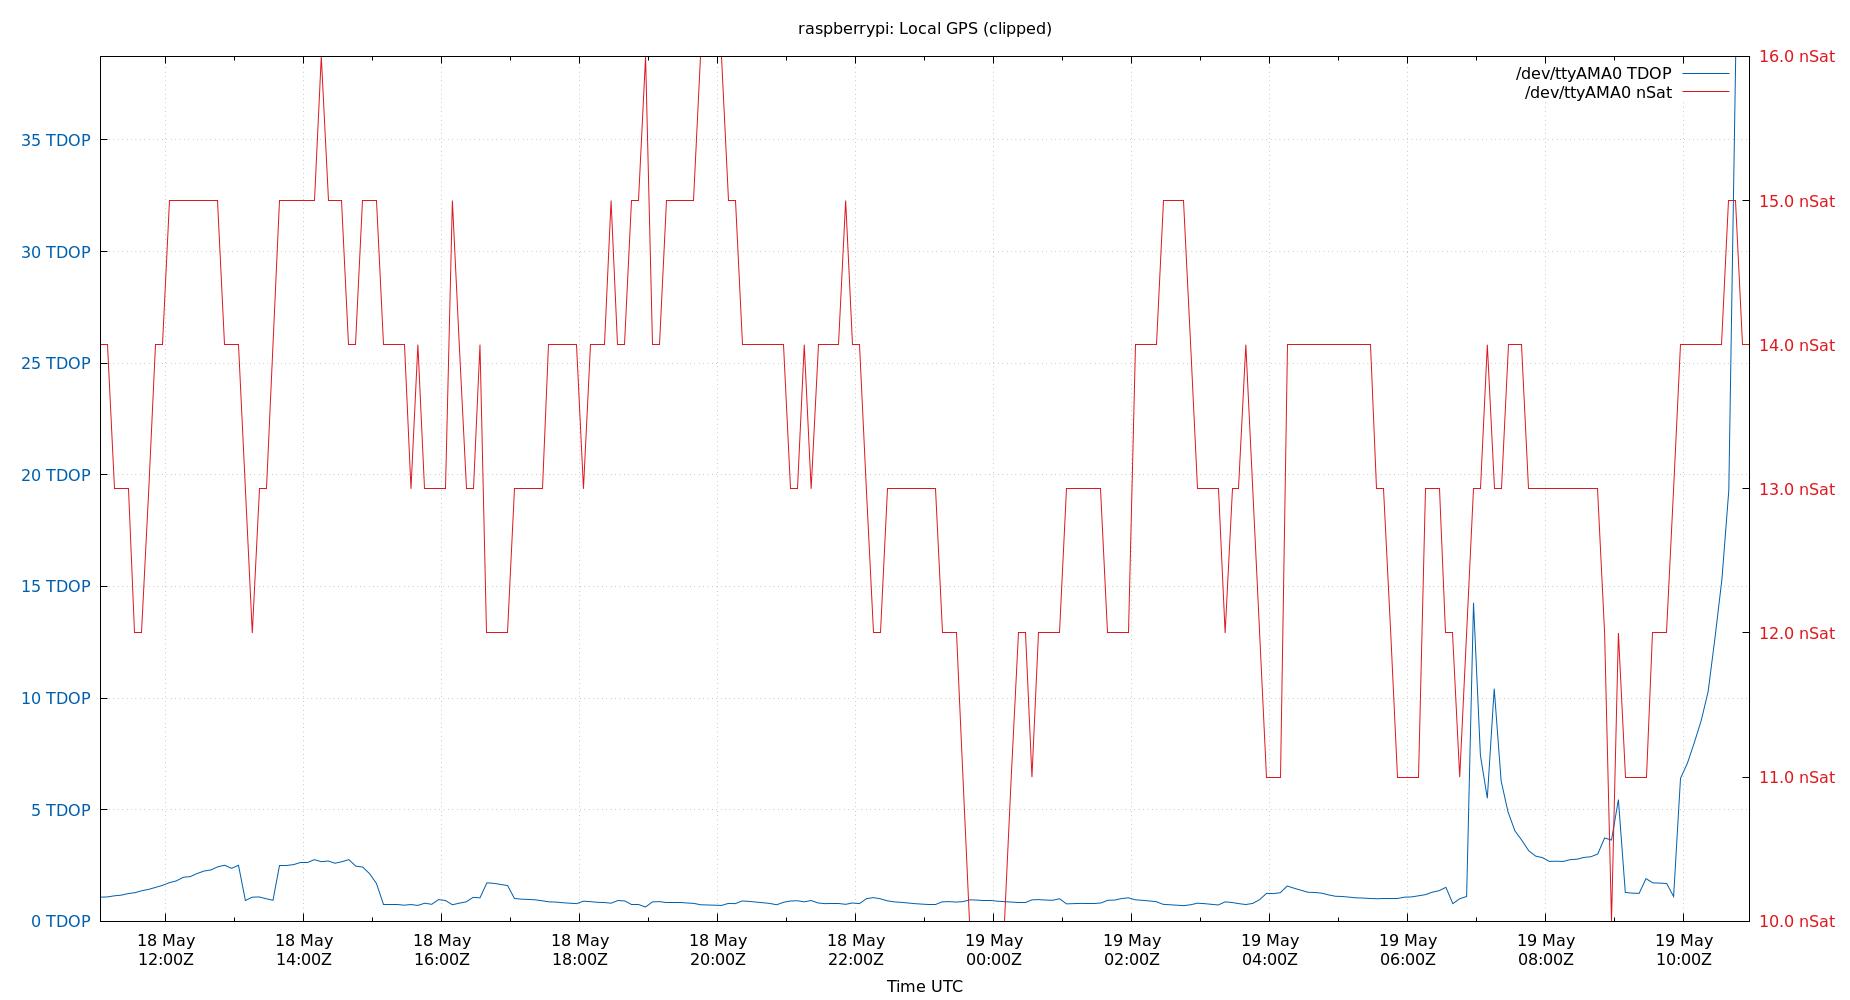 raspberrypi: Local GPS (clipped)
/dev/ttyAMA0 TDOP
/dev/ttyAMA0 nSat
35 TDOP
30 TDOP
25 TDOP
20 TDOP
15 TDOP
10 TDOP
5 TDOP
0 TDOP
16.0 nSat
15.0 nSat
14.0 nSat
13.0 nSat
12.0 nSat
11.0 nSat
10.0 nSat
18 May
12:00Z
18 May
14:00Z
18 May
16:00Z
18 May
18:00Z
18 May
20:00Z
18 May
22:00Z
19 May
00:00Z
19 May
02:00Z
19 May
04:00Z
19 May
06:00Z
19 May
08:00Z
19 May
10:00Z
Time UTC